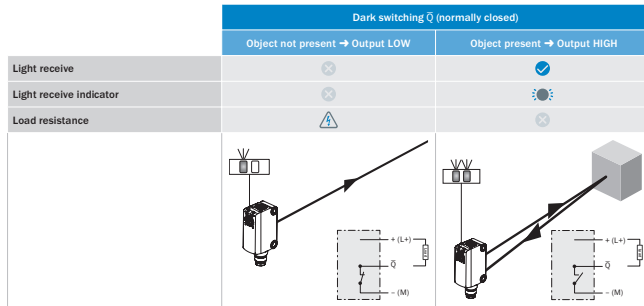 Dark switching Q̅ (normally closed)
Object not present ➔ Output LOW
Object present ➔ Output HIGH
Light receive
Light receive indicator
Load resistance
+ (L+)
Q̅
– (M)
+ (L+)
Q̅
– (M)